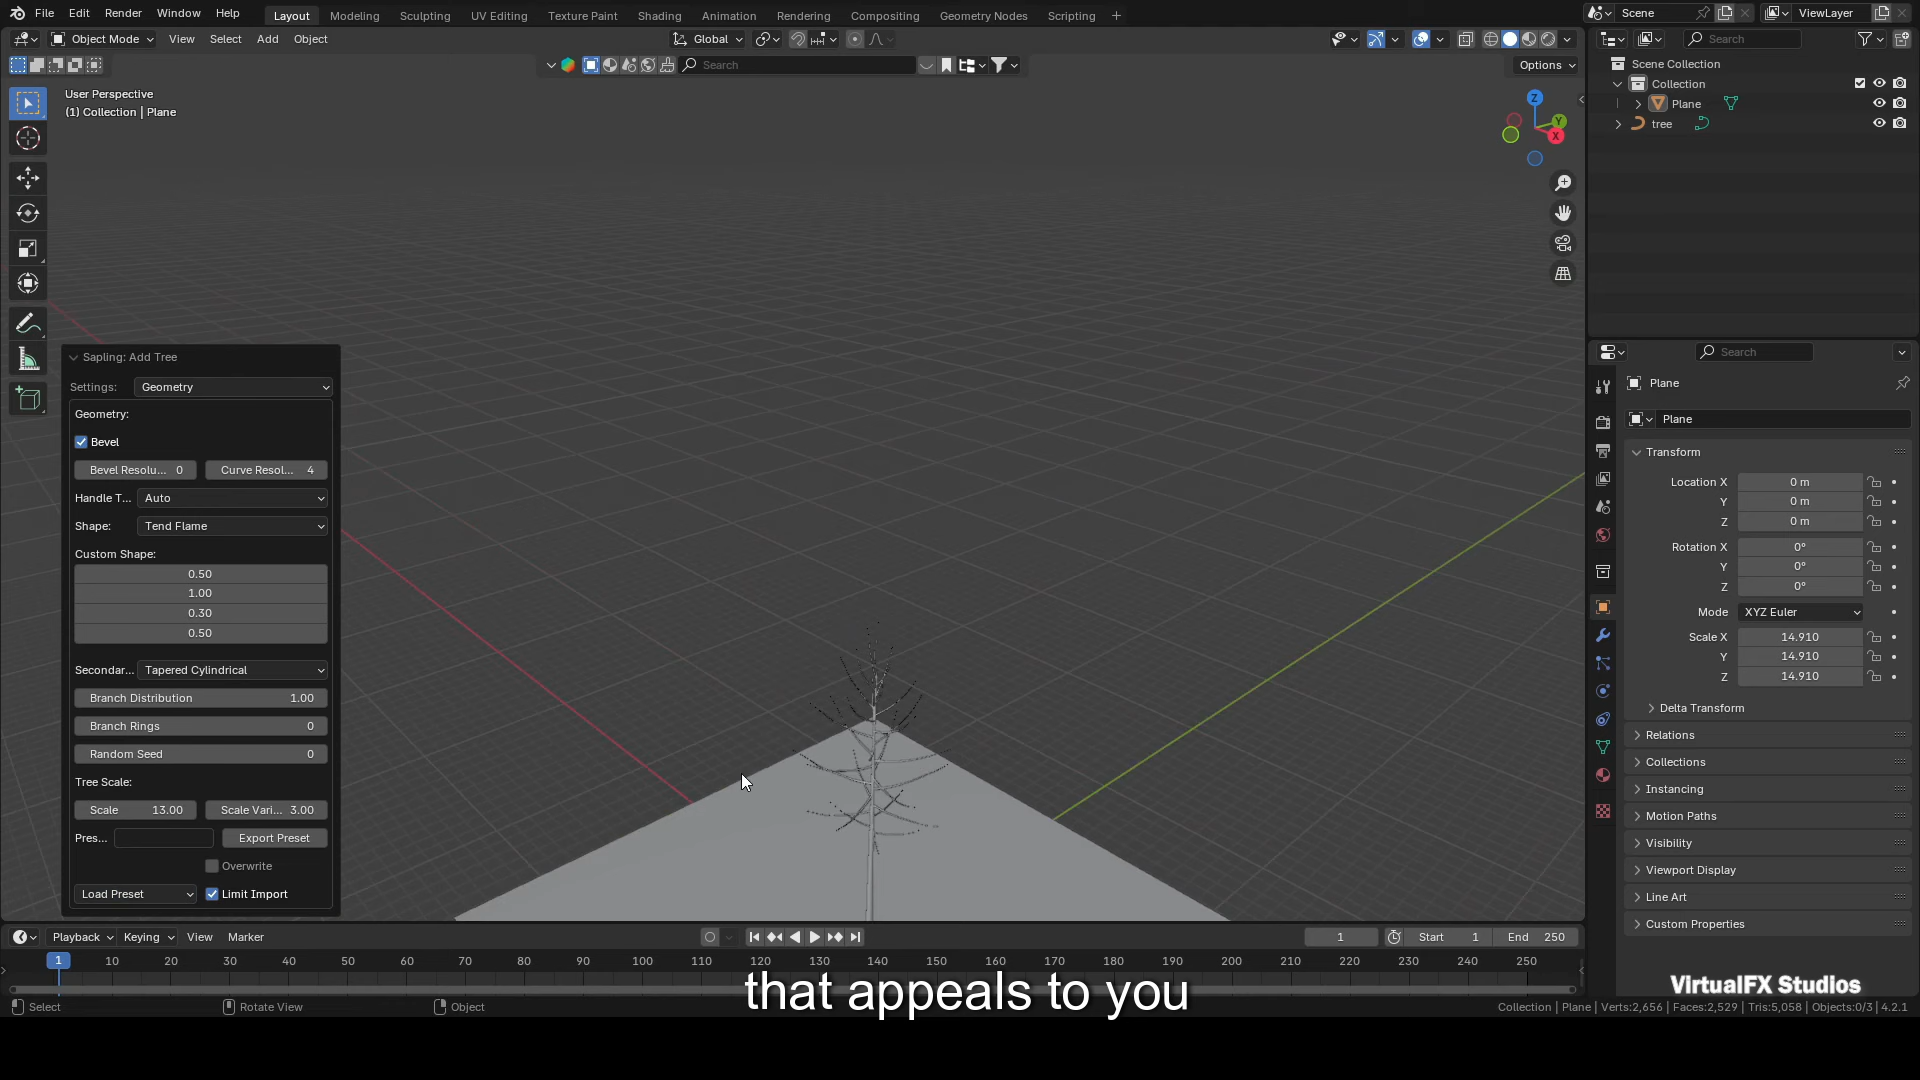 File Edit Render Window Help
Layout Modeling Sculpting UV Editing Texture Paint Shading Animation Rendering Compositing Geometry Nodes Scripting +
Scene ViewLayer
Object Mode View Select Add Object
Global
Search
Search
Options
User Perspective
(1) Collection | Plane
Z
Y
X
Scene Collection
Collection
Plane
tree
Sapling: Add Tree
Settings: Geometry
Geometry:
Bevel
Bevel Resolu... 0 Curve Resol... 4
Handle T... Auto
Shape: Tend Flame
Custom Shape:
0.50
1.00
0.30
0.50
Secondar... Tapered Cylindrical
Branch Distribution 1.00
Branch Rings 0
Random Seed 0
Tree Scale:
Scale 13.00 Scale Vari... 3.00
Pres... Export Preset
Overwrite
Load Preset Limit Import
Search
Plane
Plane
Transform
Location X 0 m
Y 0 m
Z 0 m
Rotation X 0°
Y 0°
Z 0°
Mode XYZ Euler
Scale X 14.910
Y 14.910
Z 14.910
Delta Transform
Relations
Collections
Instancing
Motion Paths
Visibility
Viewport Display
Line Art
Custom Properties
Playback Keying View Marker
1 Start 1 End 250
1 10 20 30 40 50 60 70 80 90 100 110 120 130 140 150 160 170 180 190 200 210 220 230 240 250
that appeals to you
VirtualFX Studios
Select Rotate View Object
Collection | Plane | Verts:2,656 | Faces:2,529 | Tris:5,058 | Objects:0/3 | 4.2.1